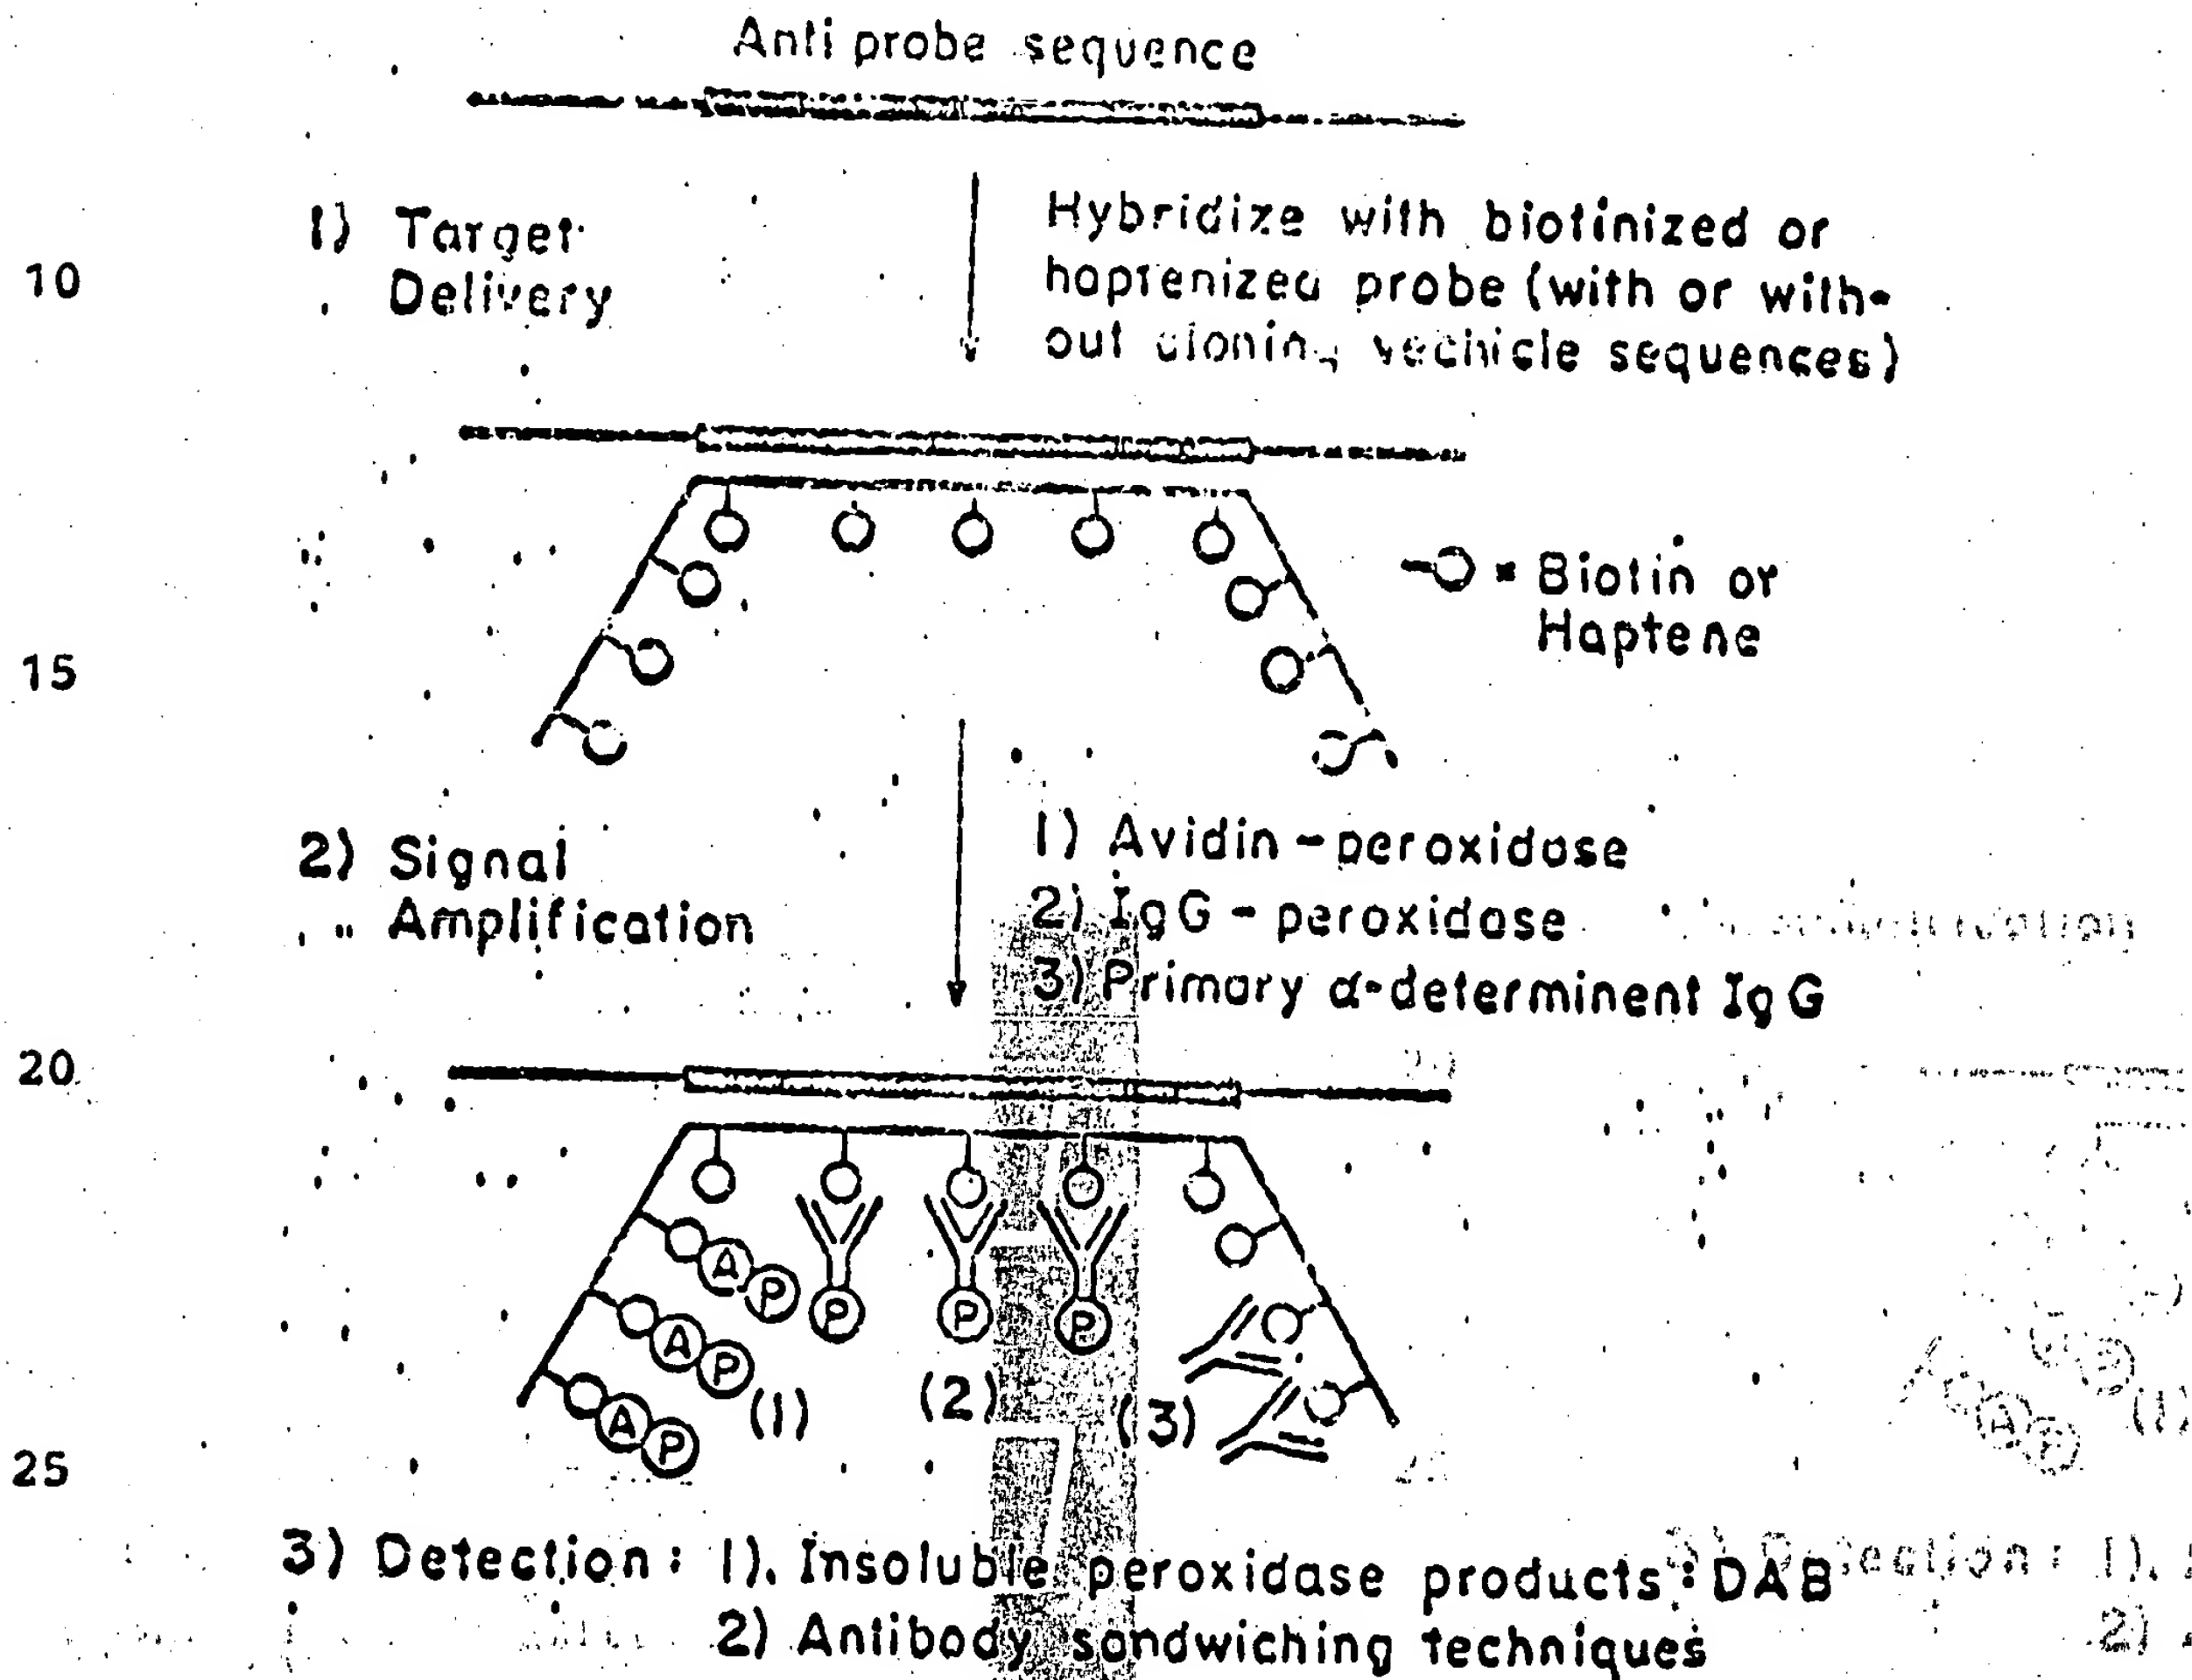 Anti probe sequence
1) Target
Delivery
Hybridize with biotinized or
haptenized probe (with or with-
out cloning vechicle sequences)
10
= Biotin or
Haptene
15
2) Signal
Amplification
1) Avidin - peroxidase
2) IgG - peroxidase
3) Primary α-determinent IgG
20
A P
A P
A P
(1)
P
P
P
(2)
(3)
25
3) Detection: 1). Insoluble peroxidase products: DAB
2) Antibody sandwiching techniques